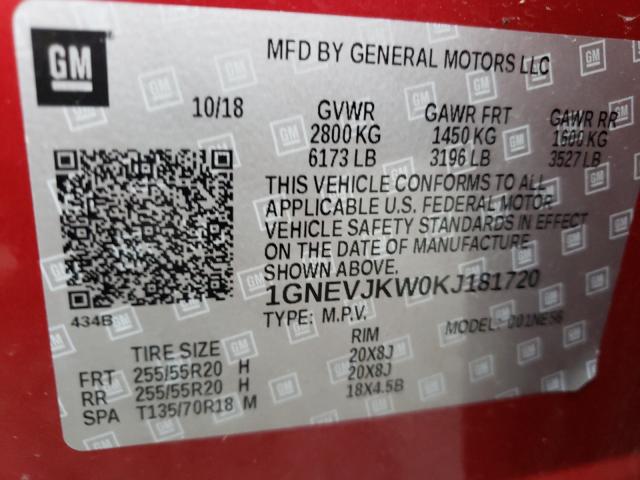 GM
MFD BY GENERAL MOTORS LLC
10/18 GVWR GAWR FRT GAWR RR
2800 KG 1450 KG 1600 KG
6173 LB 3196 LB 3527 LB
THIS VEHICLE CONFORMS TO ALL
APPLICABLE U.S. FEDERAL MOTOR
VEHICLE SAFETY STANDARDS IN EFFECT
ON THE DATE OF MANUFACTURE
SHOWN ABOVE.
1GNEVJKW0KJ181720
434B
TYPE: M.P.V. MODEL: 001NE56
TIRE SIZE RIM
FRT 255/55R20 H 20X8J
RR 255/55R20 H 20X8J
SPA T135/70R18 M 18X4.5B